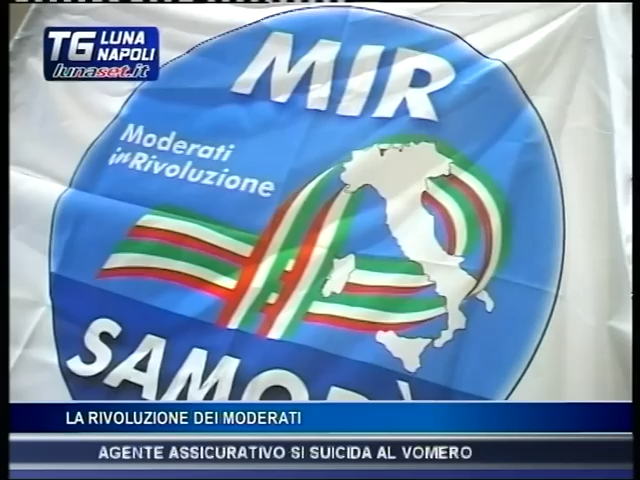 TG LUNA
NAPOLI
lunaset.it
MIR
Moderati
in Rivoluzione
SAMORÌ
LA RIVOLUZIONE DEI MODERATI
AGENTE ASSICURATIVO SI SUICIDA AL VOMERO